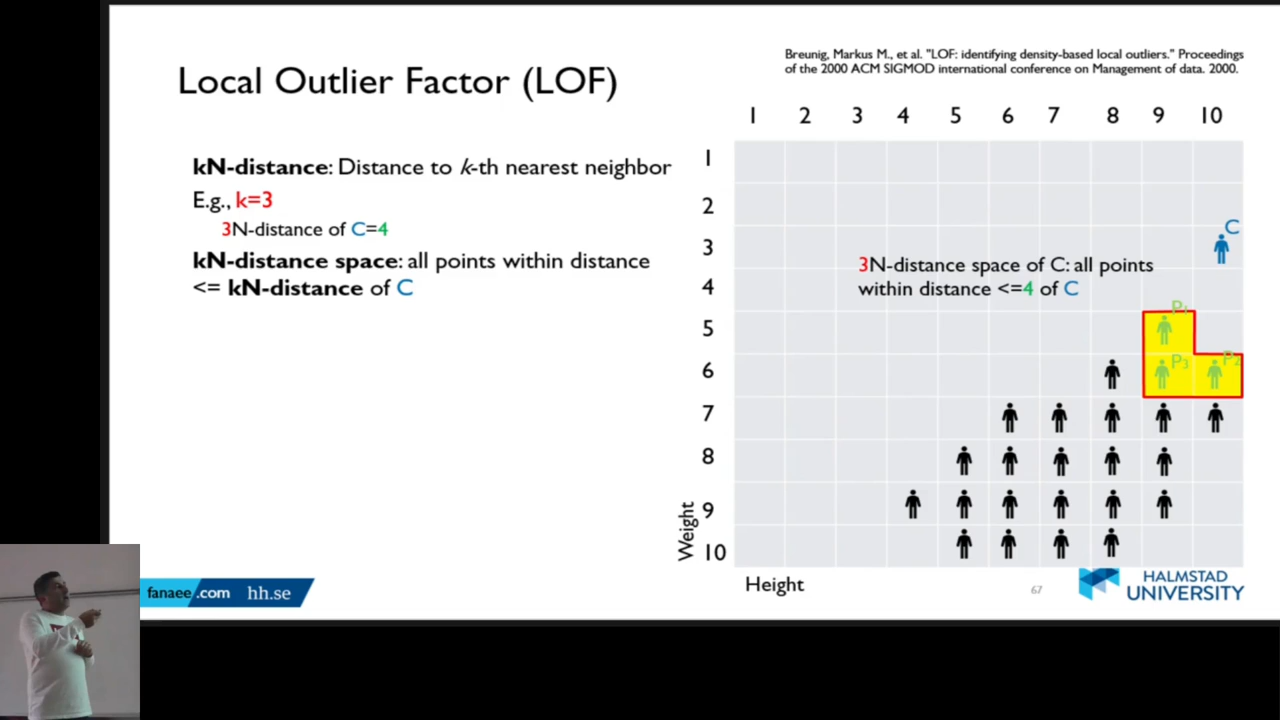 Local Outlier Factor (LOF)
Breunig, Markus M., et al. "LOF: identifying density-based local outliers." Proceedings
of the 2000 ACM SIGMOD international conference on Management of data. 2000.
kN-distance: Distance to k-th nearest neighbor
E.g., k=3
3N-distance of C=4
kN-distance space: all points within distance
<= kN-distance of C
1 2 3 4 5 6 7 8 9 10
1
2
3
4
5
6
7
8
9
10
C
3N-distance space of C: all points
within distance <=4 of C
P1
P3 P2
Weight
Height
fanaee.com hh.se
67
HALMSTAD
UNIVERSITY